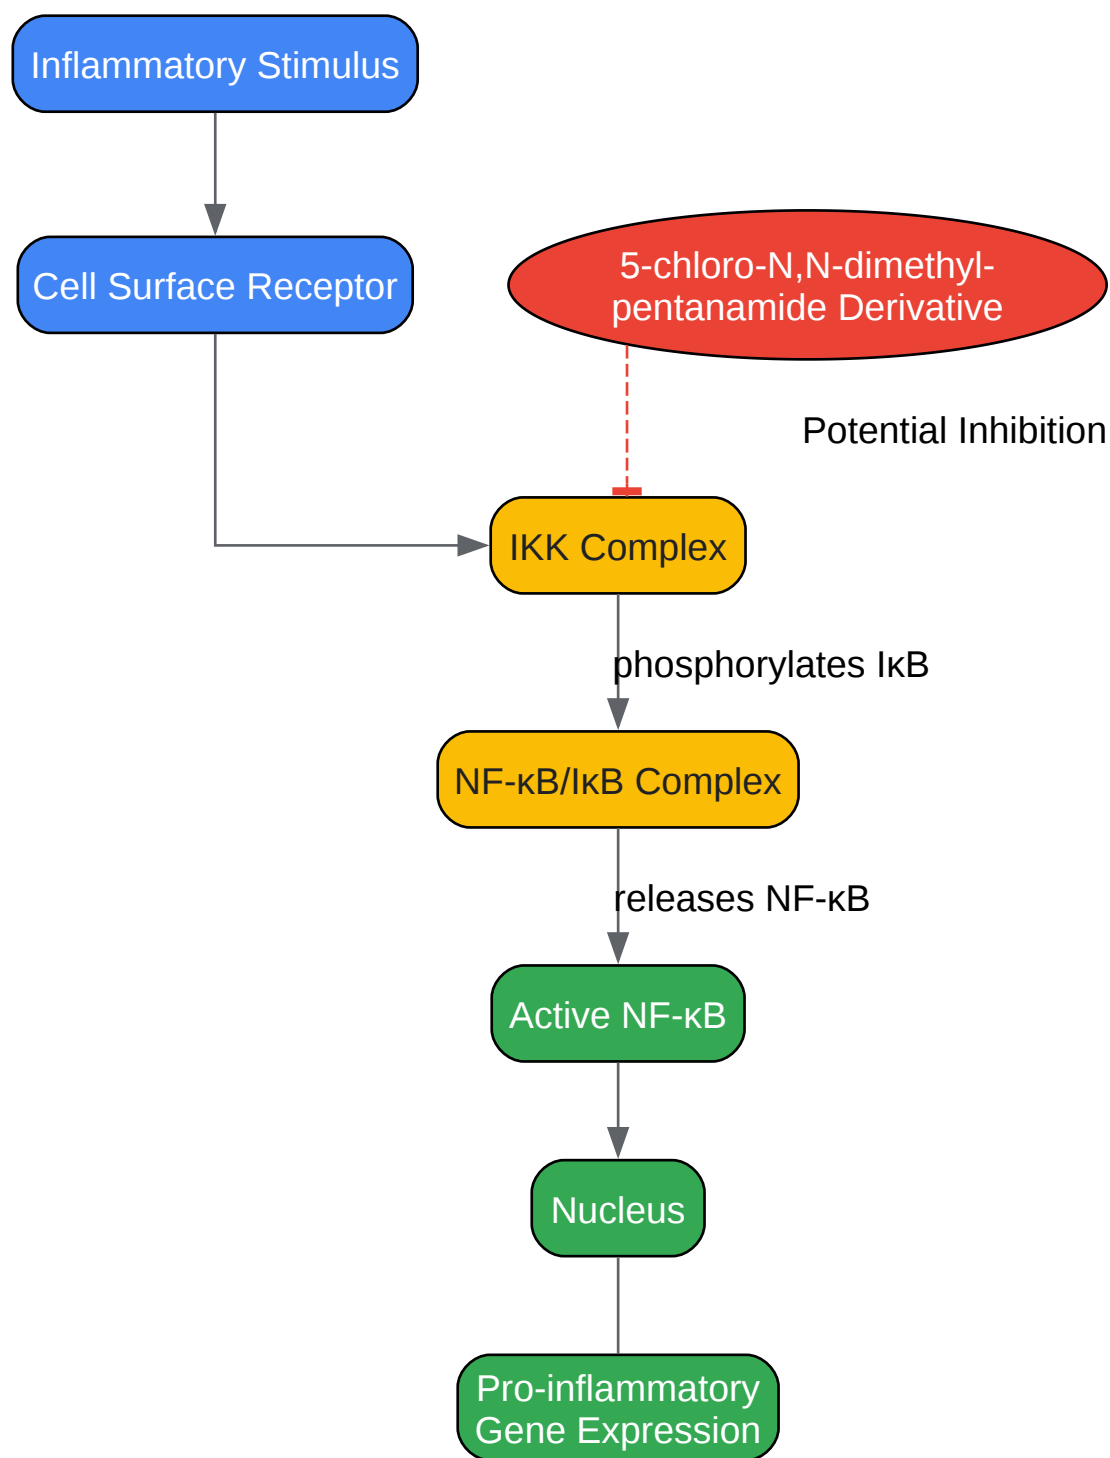 Inflammatory Stimulus
Cell Surface Receptor
5-chloro-N,N-dimethyl-
pentanamide Derivative
Potential Inhibition
IKK Complex
phosphorylates IκB
NF-κB/IκB Complex
releases NF-κB
Active NF-κB
Nucleus
Pro-inflammatory
Gene Expression